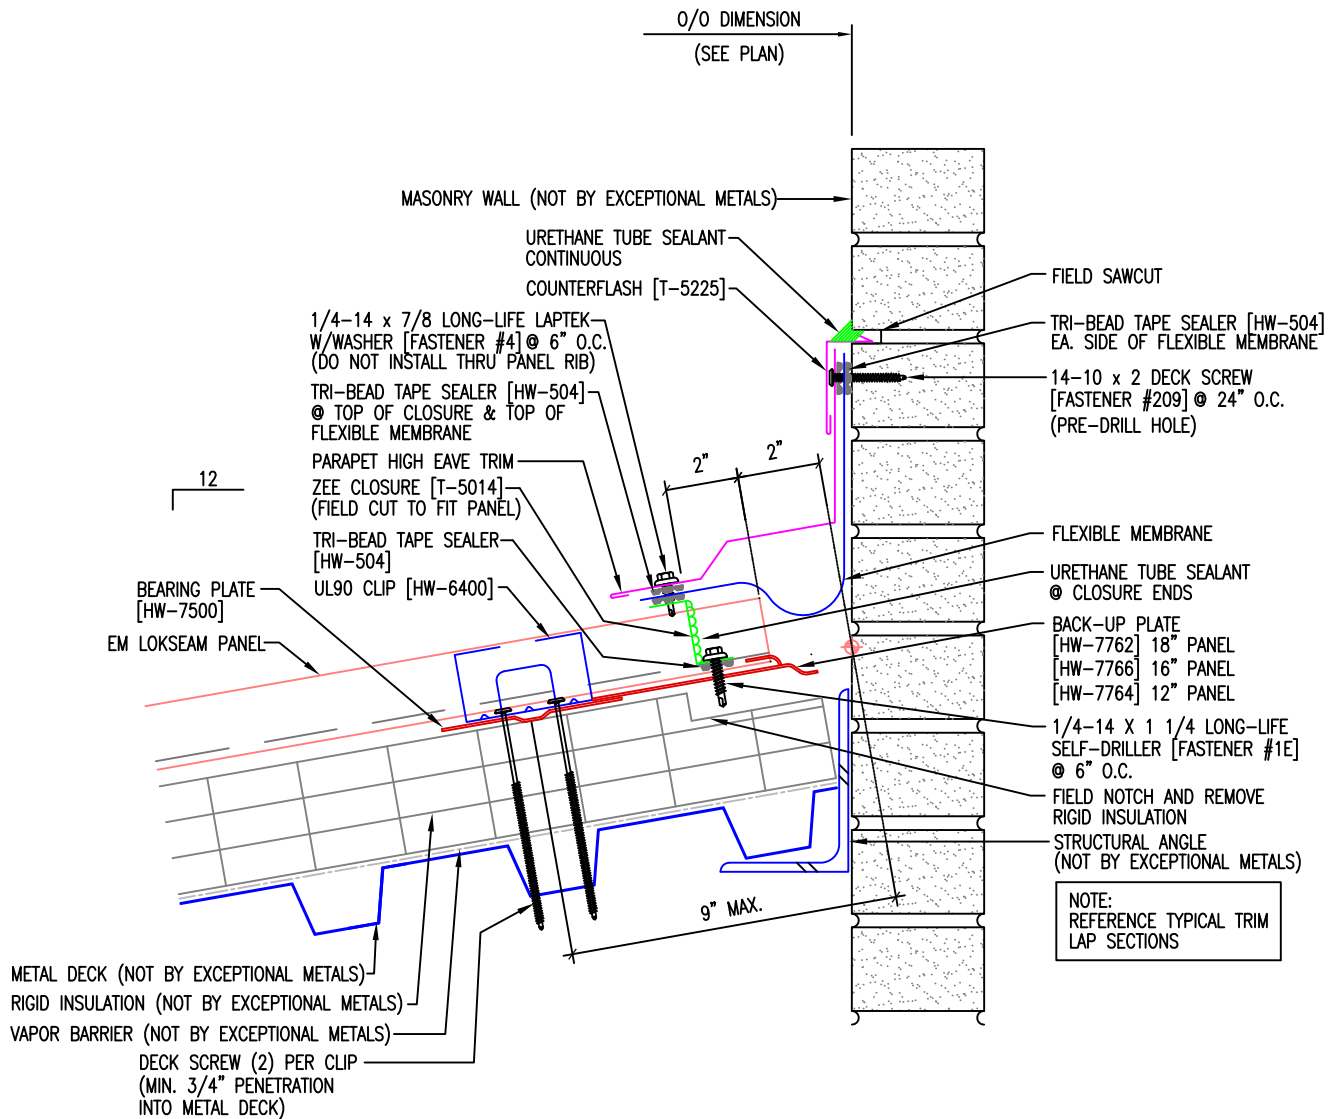 O/O DIMENSION
(SEE PLAN)
MASONRY WALL (NOT BY EXCEPTIONAL METALS)
URETHANE TUBE SEALANT
CONTINUOUS
COUNTERFLASH [T-5225]
1/4-14 x 7/8 LONG-LIFE LAPTEK
W/WASHER [FASTENER #4] @ 6" O.C.
(DO NOT INSTALL THRU PANEL RIB)
TRI-BEAD TAPE SEALER [HW-504]
@ TOP OF CLOSURE & TOP OF
FLEXIBLE MEMBRANE
PARAPET HIGH EAVE TRIM
ZEE CLOSURE [T-5014]
(FIELD CUT TO FIT PANEL)
TRI-BEAD TAPE SEALER
[HW-504]
UL90 CLIP [HW-6400]
BEARING PLATE
[HW-7500]
EM LOKSEAM PANEL
12
2"
2"
9" MAX.
FIELD SAWCUT
TRI-BEAD TAPE SEALER [HW-504]
EA. SIDE OF FLEXIBLE MEMBRANE
14-10 x 2 DECK SCREW
[FASTENER #209] @ 24" O.C.
(PRE-DRILL HOLE)
FLEXIBLE MEMBRANE
URETHANE TUBE SEALANT
@ CLOSURE ENDS
BACK-UP PLATE
[HW-7762] 18" PANEL
[HW-7766] 16" PANEL
[HW-7764] 12" PANEL
1/4-14 X 1 1/4 LONG-LIFE
SELF-DRILLER [FASTENER #1E]
@ 6" O.C.
FIELD NOTCH AND REMOVE
RIGID INSULATION
STRUCTURAL ANGLE
(NOT BY EXCEPTIONAL METALS)
NOTE:
REFERENCE TYPICAL TRIM
LAP SECTIONS
METAL DECK (NOT BY EXCEPTIONAL METALS)
RIGID INSULATION (NOT BY EXCEPTIONAL METALS)
VAPOR BARRIER (NOT BY EXCEPTIONAL METALS)
DECK SCREW (2) PER CLIP
(MIN. 3/4" PENETRATION
INTO METAL DECK)